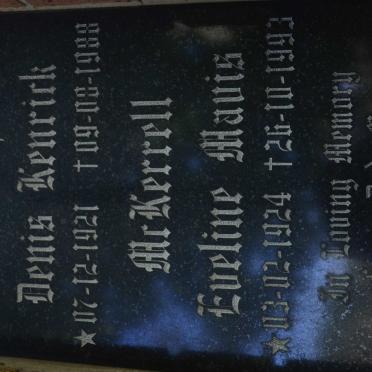 Denis Kenrick
★07-12-1921 †09-08-1988
McKerrell
Eveline Mavis
★03-02-1924 †26-10-1993
In Loving Memory